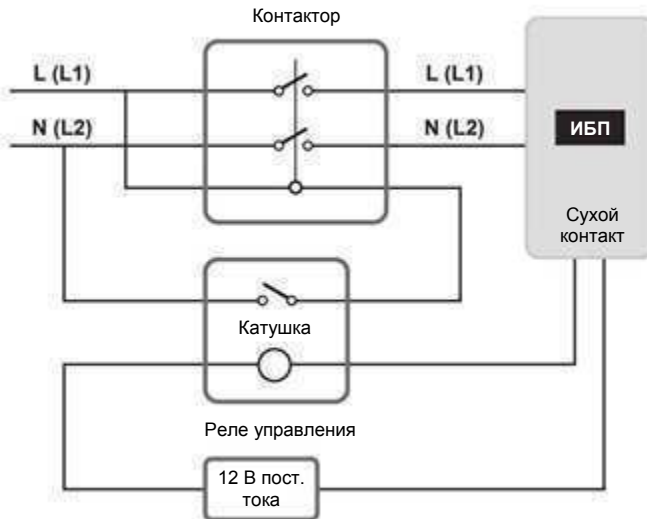 Контактор
L (L1)
L (L1)
N (L2)
N (L2)
ИБП
Сухой
контакт
Катушка
Реле управления
12 В пост.
тока